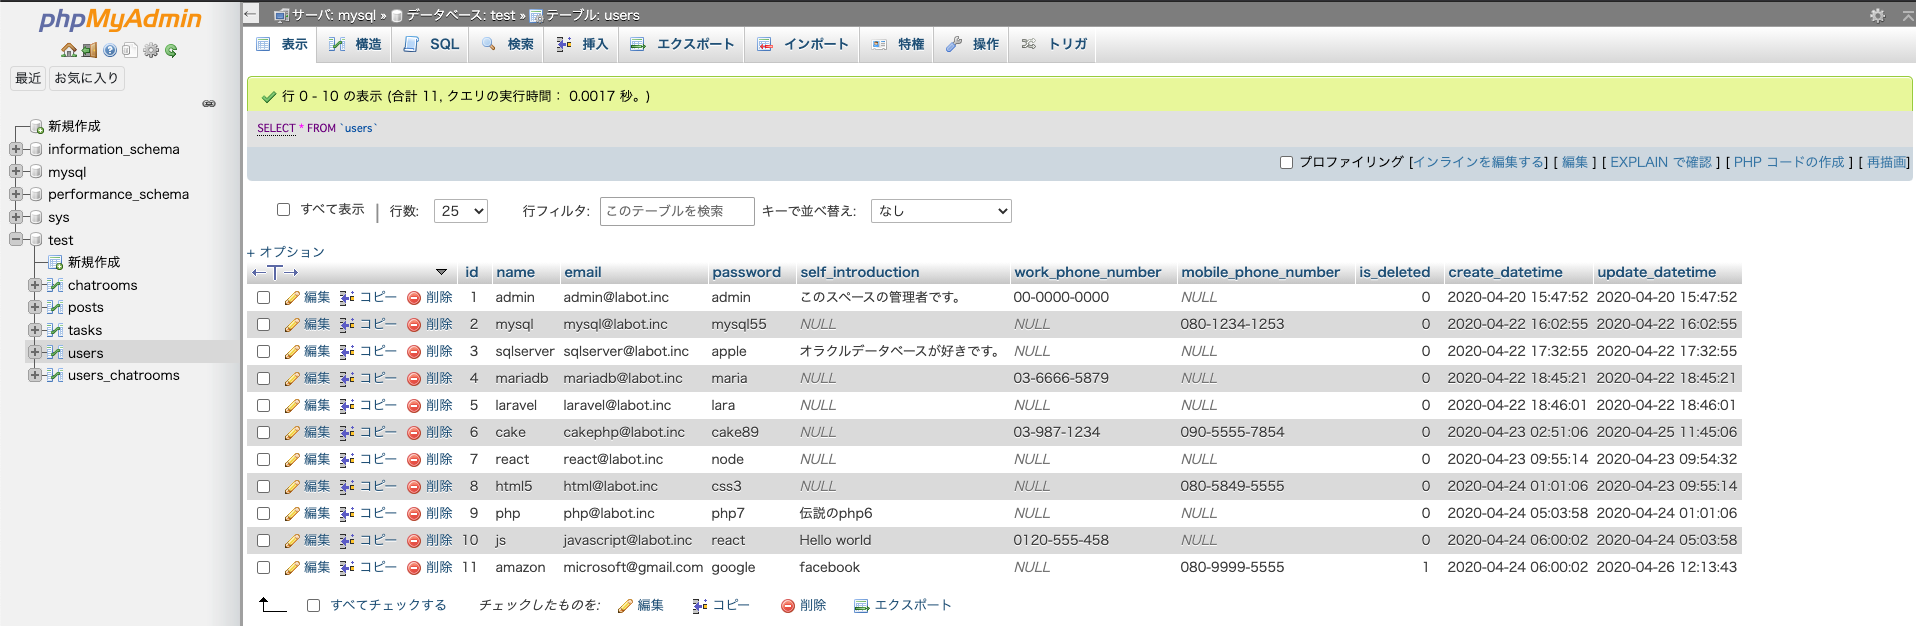 phpMyAdmin
最近 お気に入り
新規作成
information_schema
mysql
performance_schema
sys
test
新規作成
chatrooms
posts
tasks
users
users_chatrooms
サーバ: mysql » データベース: test » テーブル: users
表示 構造 SQL 検索 挿入 エクスポート インポート 特権 操作 トリガ
行 0 - 10 の表示 (合計 11, クエリの実行時間： 0.0017 秒。)
SELECT * FROM `users`
プロファイリング [インラインを編集する] [ 編集 ] [ EXPLAIN で確認 ] [ PHP コードの作成 ] [ 再描画]
すべて表示 | 行数: 25 行フィルタ: このテーブルを検索 キーで並べ替え: なし
+ オプション
←T→ id name email password self_introduction work_phone_number mobile_phone_number is_deleted create_datetime update_datetime
編集 コピー 削除 1 admin admin@labot.inc admin このスペースの管理者です。 00-0000-0000 NULL 0 2020-04-20 15:47:52 2020-04-20 15:47:52
編集 コピー 削除 2 mysql mysql@labot.inc mysql55 NULL NULL 080-1234-1253 0 2020-04-22 16:02:55 2020-04-22 16:02:55
編集 コピー 削除 3 sqlserver sqlserver@labot.inc apple オラクルデータベースが好きです。 NULL NULL 0 2020-04-22 17:32:55 2020-04-22 17:32:55
編集 コピー 削除 4 mariadb mariadb@labot.inc maria NULL 03-6666-5879 NULL 0 2020-04-22 18:45:21 2020-04-22 18:45:21
編集 コピー 削除 5 laravel laravel@labot.inc lara NULL NULL NULL 0 2020-04-22 18:46:01 2020-04-22 18:46:01
編集 コピー 削除 6 cake cakephp@labot.inc cake89 NULL 03-987-1234 090-5555-7854 0 2020-04-23 02:51:06 2020-04-25 11:45:06
編集 コピー 削除 7 react react@labot.inc node NULL NULL NULL 0 2020-04-23 09:55:14 2020-04-23 09:54:32
編集 コピー 削除 8 html5 html@labot.inc css3 NULL NULL 080-5849-5555 0 2020-04-24 01:01:06 2020-04-23 09:55:14
編集 コピー 削除 9 php php@labot.inc php7 伝説のphp6 NULL NULL 0 2020-04-24 05:03:58 2020-04-24 01:01:06
編集 コピー 削除 10 js javascript@labot.inc react Hello world 0120-555-458 NULL 0 2020-04-24 06:00:02 2020-04-24 05:03:58
編集 コピー 削除 11 amazon microsoft@gmail.com google facebook NULL 080-9999-5555 1 2020-04-24 06:00:02 2020-04-26 12:13:43
すべてチェックする チェックしたものを: 編集 コピー 削除 エクスポート